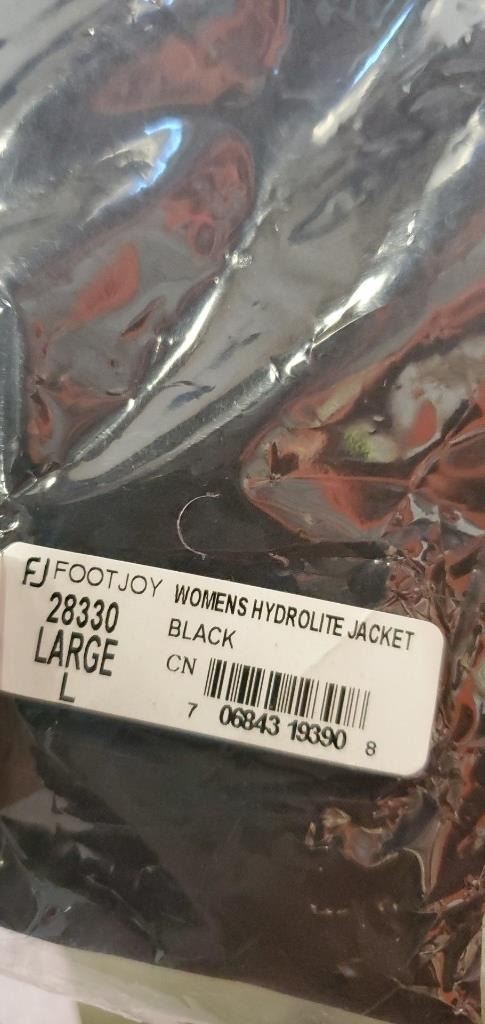 FJ FOOTJOY
28330
LARGE
L
WOMENS HYDROLITE JACKET
BLACK
CN
7 06843 19390 8